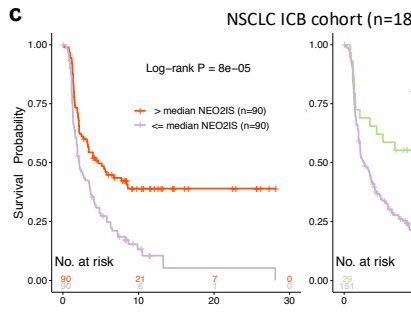 c
NSCLC ICB cohort (n=18
Survival Probability
1.00
0.75
0.50
0.25
0.00
Log-rank P = 8e-05
> median NEO2IS (n=90)
<= median NEO2IS (n=90)
No. at risk
90 21 7 0
90 6 1 0
0 10 20 30
1.00
0.75
0.50
0.25
0.00
No. at risk
29
151
0